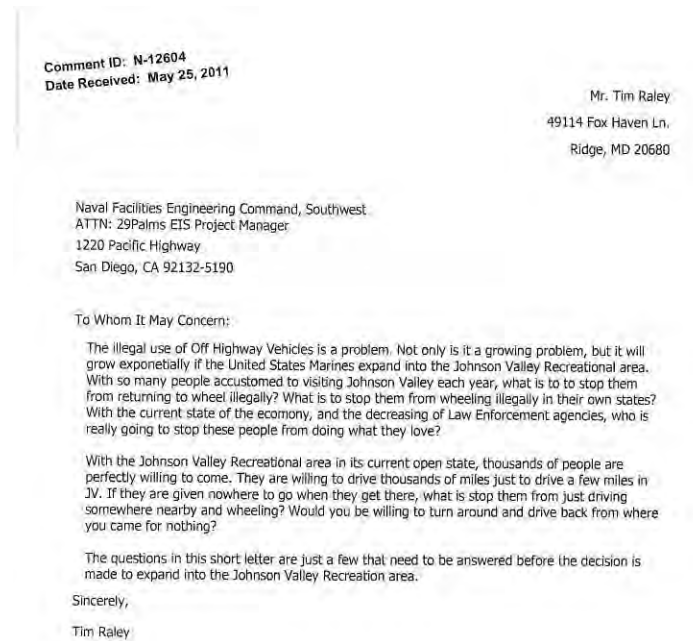 Comment ID: N-12604
Date Received: May 25, 2011
Mr. Tim Raley
49114 Fox Haven Ln.
Ridge, MD 20680
Naval Facilities Engineering Command, Southwest
ATTN: 29Palms EIS Project Manager
1220 Pacific Highway
San Diego, CA 92132-5190
To Whom It May Concern:
The illegal use of Off Highway Vehicles is a problem. Not only is it a growing problem, but it will
grow exponetially if the United States Marines expand into the Johnson Valley Recreational area.
With so many people accustomed to visiting Johnson Valley each year, what is to to stop them
from returning to wheel illegally? What is to stop them from wheeling illegally in their own states?
With the current state of the ecomony, and the decreasing of Law Enforcement agencies, who is
really going to stop these people from doing what they love?
With the Johnson Valley Recreational area in its current open state, thousands of people are
perfectly willing to come. They are willing to drive thousands of miles just to drive a few miles in
JV. If they are given nowhere to go when they get there, what is stop them from just driving
somewhere nearby and wheeling? Would you be willing to turn around and drive back from where
you came for nothing?
The questions in this short letter are just a few that need to be answered before the decision is
made to expand into the Johnson Valley Recreation area.
Sincerely,
Tim Raley